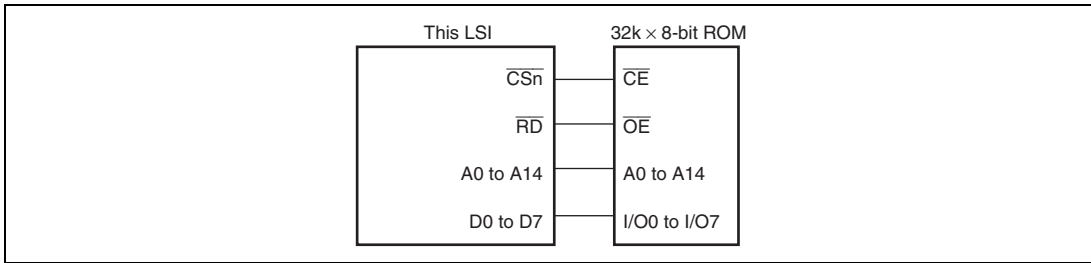 This LSI 32k × 8-bit ROM
CSn CE
RD OE
A0 to A14 A0 to A14
D0 to D7 I/O0 to I/O7